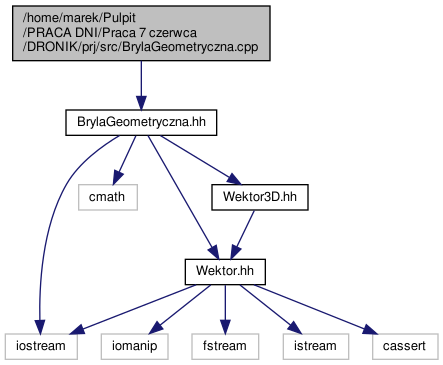 /home/marek/Pulpit
/PRACA DNI/Praca 7 czerwca
/DRONIK/prj/src/BrylaGeometryczna.cpp
BrylaGeometryczna.hh
cmath
Wektor3D.hh
Wektor.hh
iostream
iomanip
fstream
istream
cassert